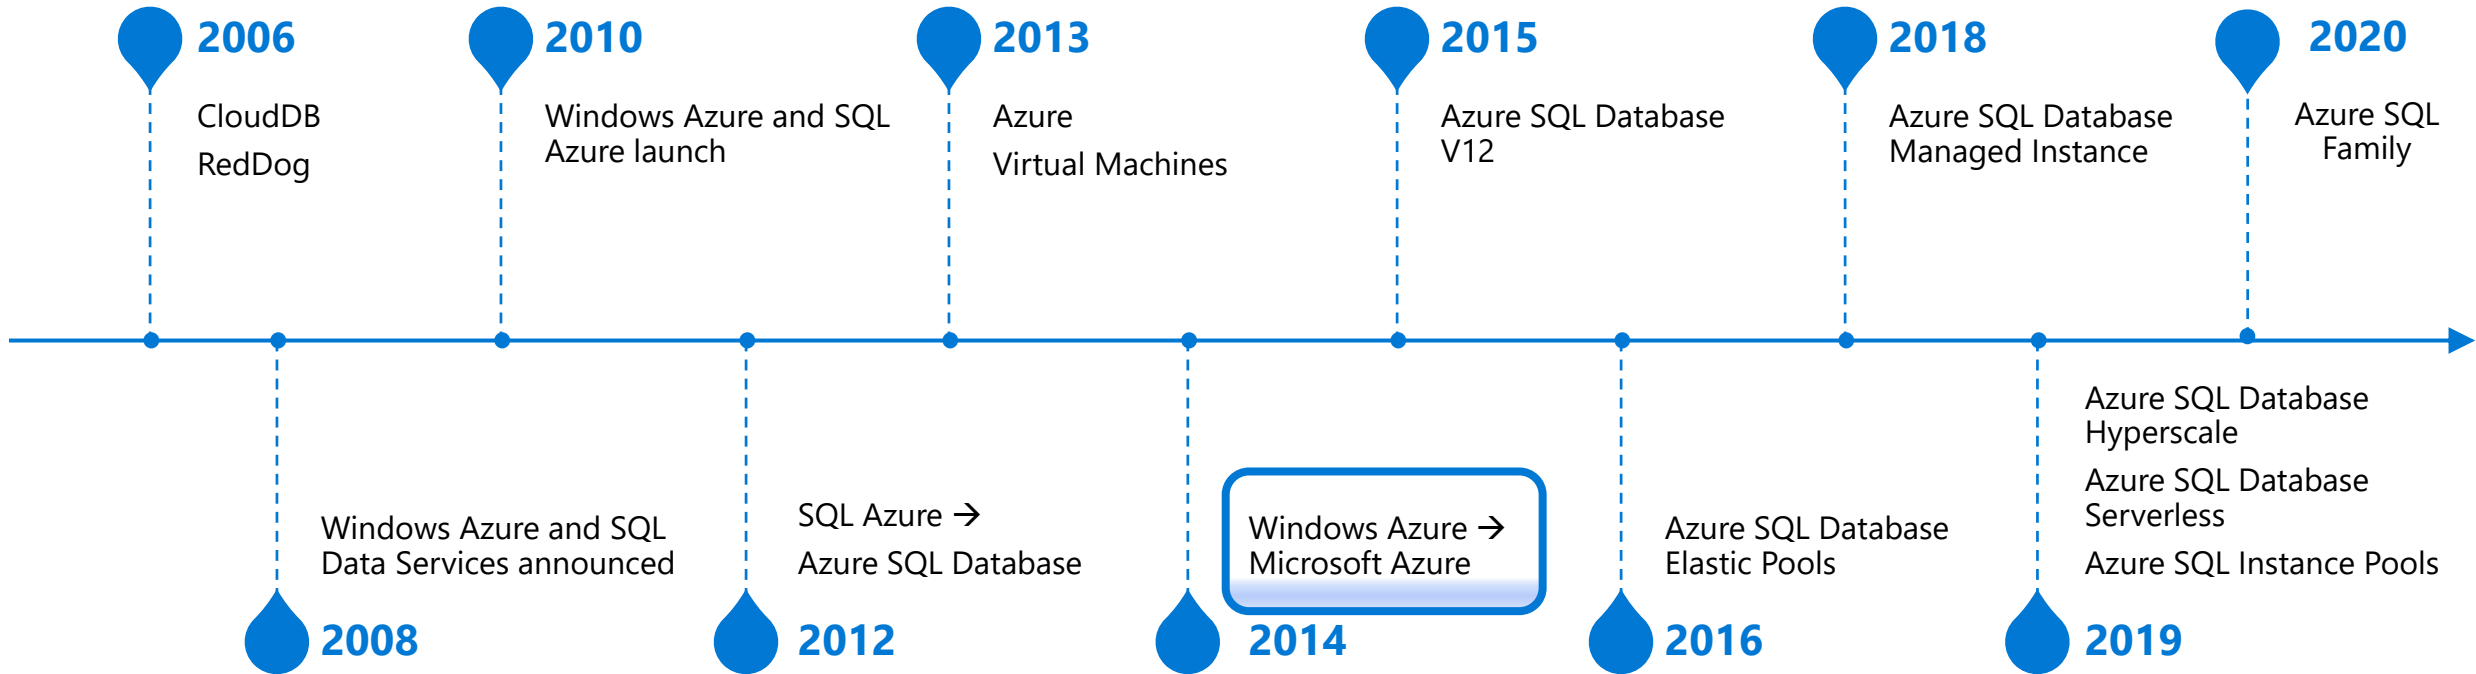 2006
CloudDB
RedDog
2010
Windows Azure and SQL
Azure launch
2013
Azure
Virtual Machines
2015
Azure SQL Database
V12
2018
Azure SQL Database
Managed Instance
2020
Azure SQL
Family
Windows Azure and SQL
Data Services announced
2008
SQL Azure →
Azure SQL Database
2012
Windows Azure →
Microsoft Azure
2014
Azure SQL Database
Elastic Pools
2016
Azure SQL Database
Hyperscale
Azure SQL Database
Serverless
Azure SQL Instance Pools
2019